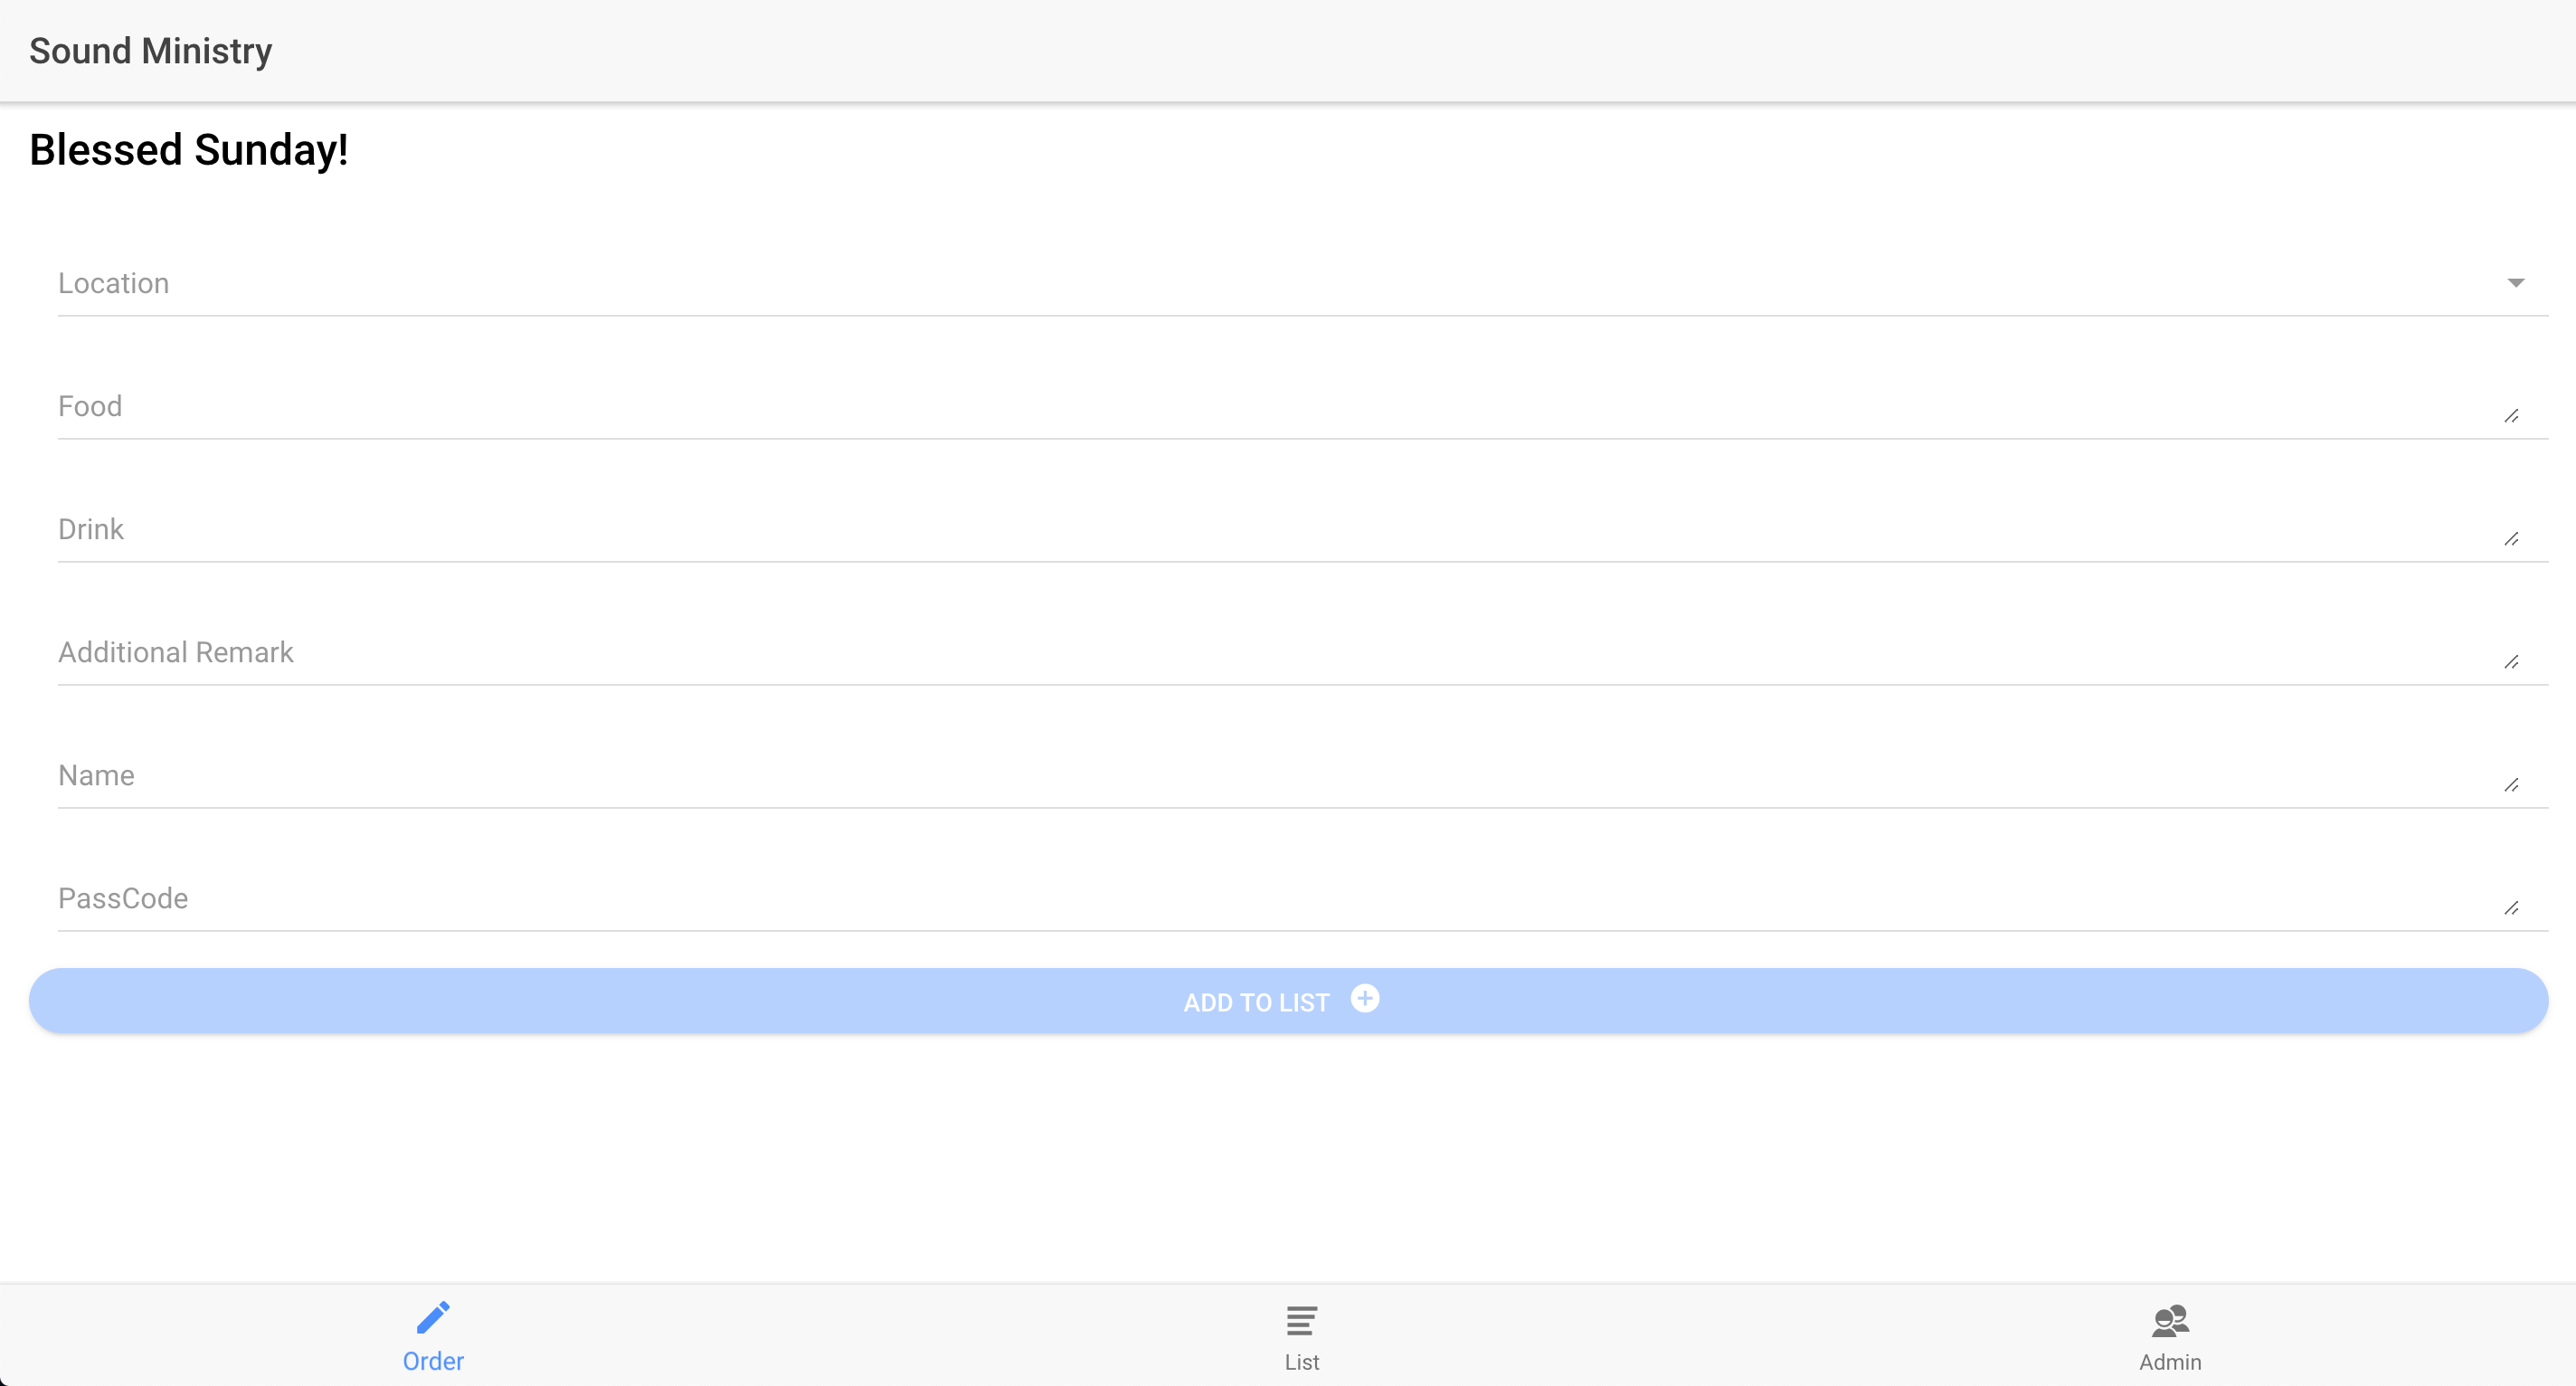 Sound Ministry
Blessed Sunday!
Location
Food
Drink
Additional Remark
Name
PassCode
ADD TO LIST
Order
List
Admin